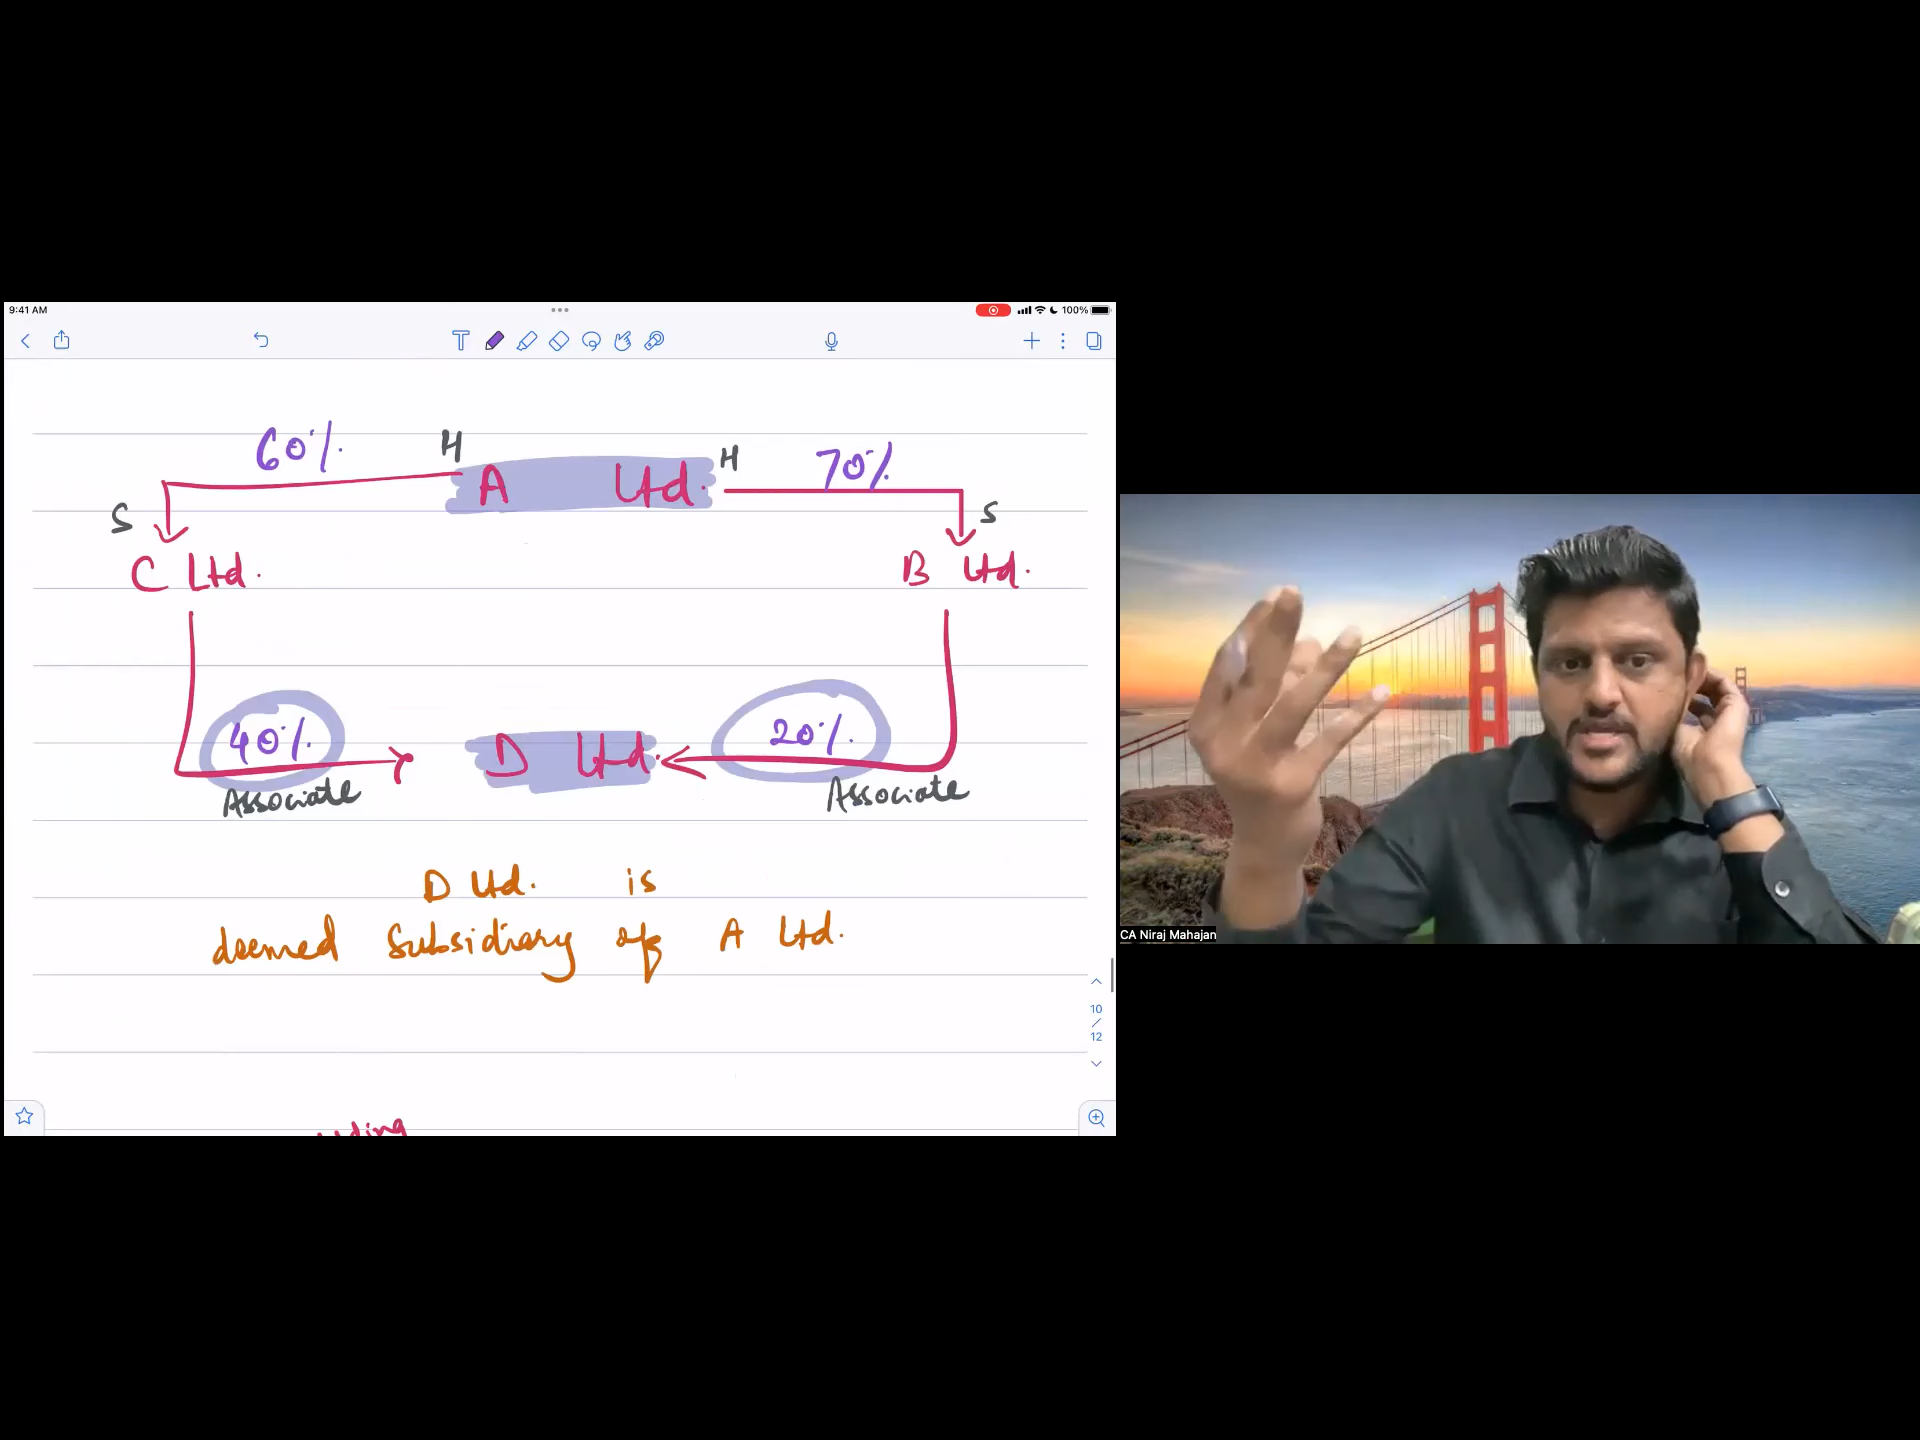 9:41 AM
100%
60%. H A Ltd. H 70%
S S
C Ltd. B Ltd.
40%. D Ltd. 20%.
Associate Associate
D Ltd. is
deemed Subsidiary of A Ltd.
CA Niraj Mahajan
10
/
12